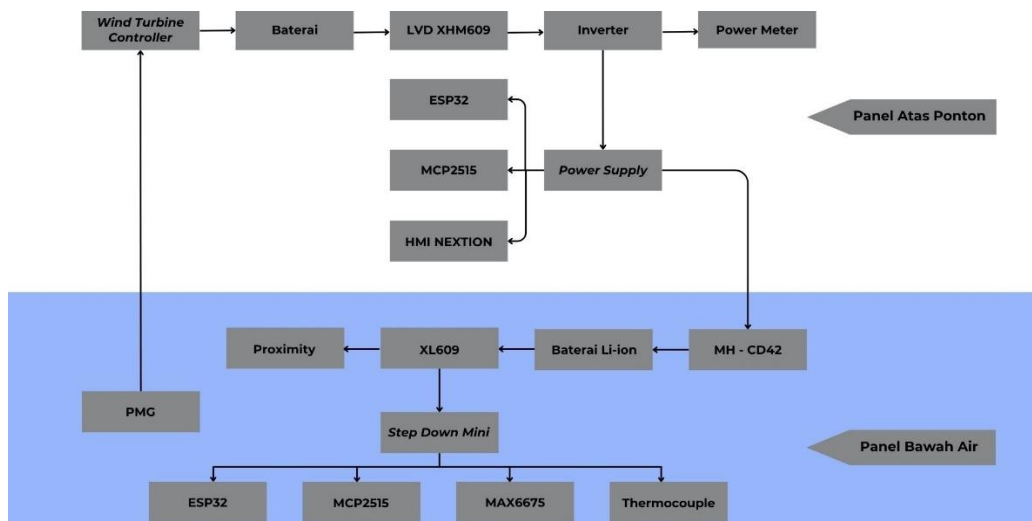 Wind Turbine
Controller
Baterai
LVD XHM609
Inverter
Power Meter
ESP32
Panel Atas Ponton
MCP2515
Power Supply
HMI NEXTION
Proximity
XL609
Baterai Li-ion
MH - CD42
PMG
Step Down Mini
Panel Bawah Air
ESP32
MCP2515
MAX6675
Thermocouple